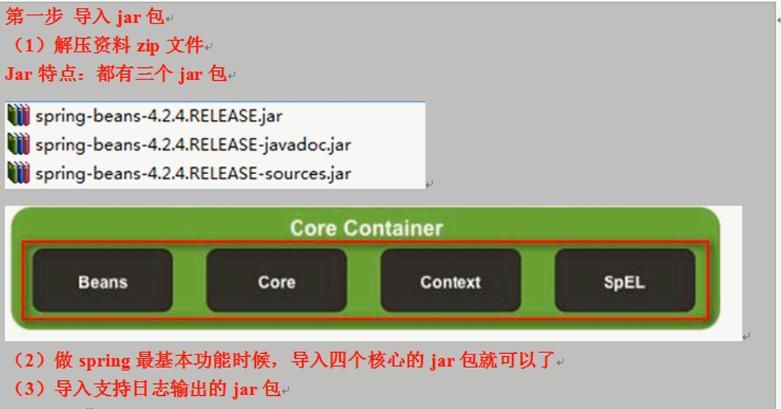 第一步 导入 jar 包
（1）解压资料 zip 文件
Jar 特点：都有三个 jar 包
spring-beans-4.2.4.RELEASE.jar
spring-beans-4.2.4.RELEASE-javadoc.jar
spring-beans-4.2.4.RELEASE-sources.jar
Core Container
Beans Core Context SpEL
（2）做 spring 最基本功能时候，导入四个核心的 jar 包就可以了
（3）导入支持日志输出的 jar 包